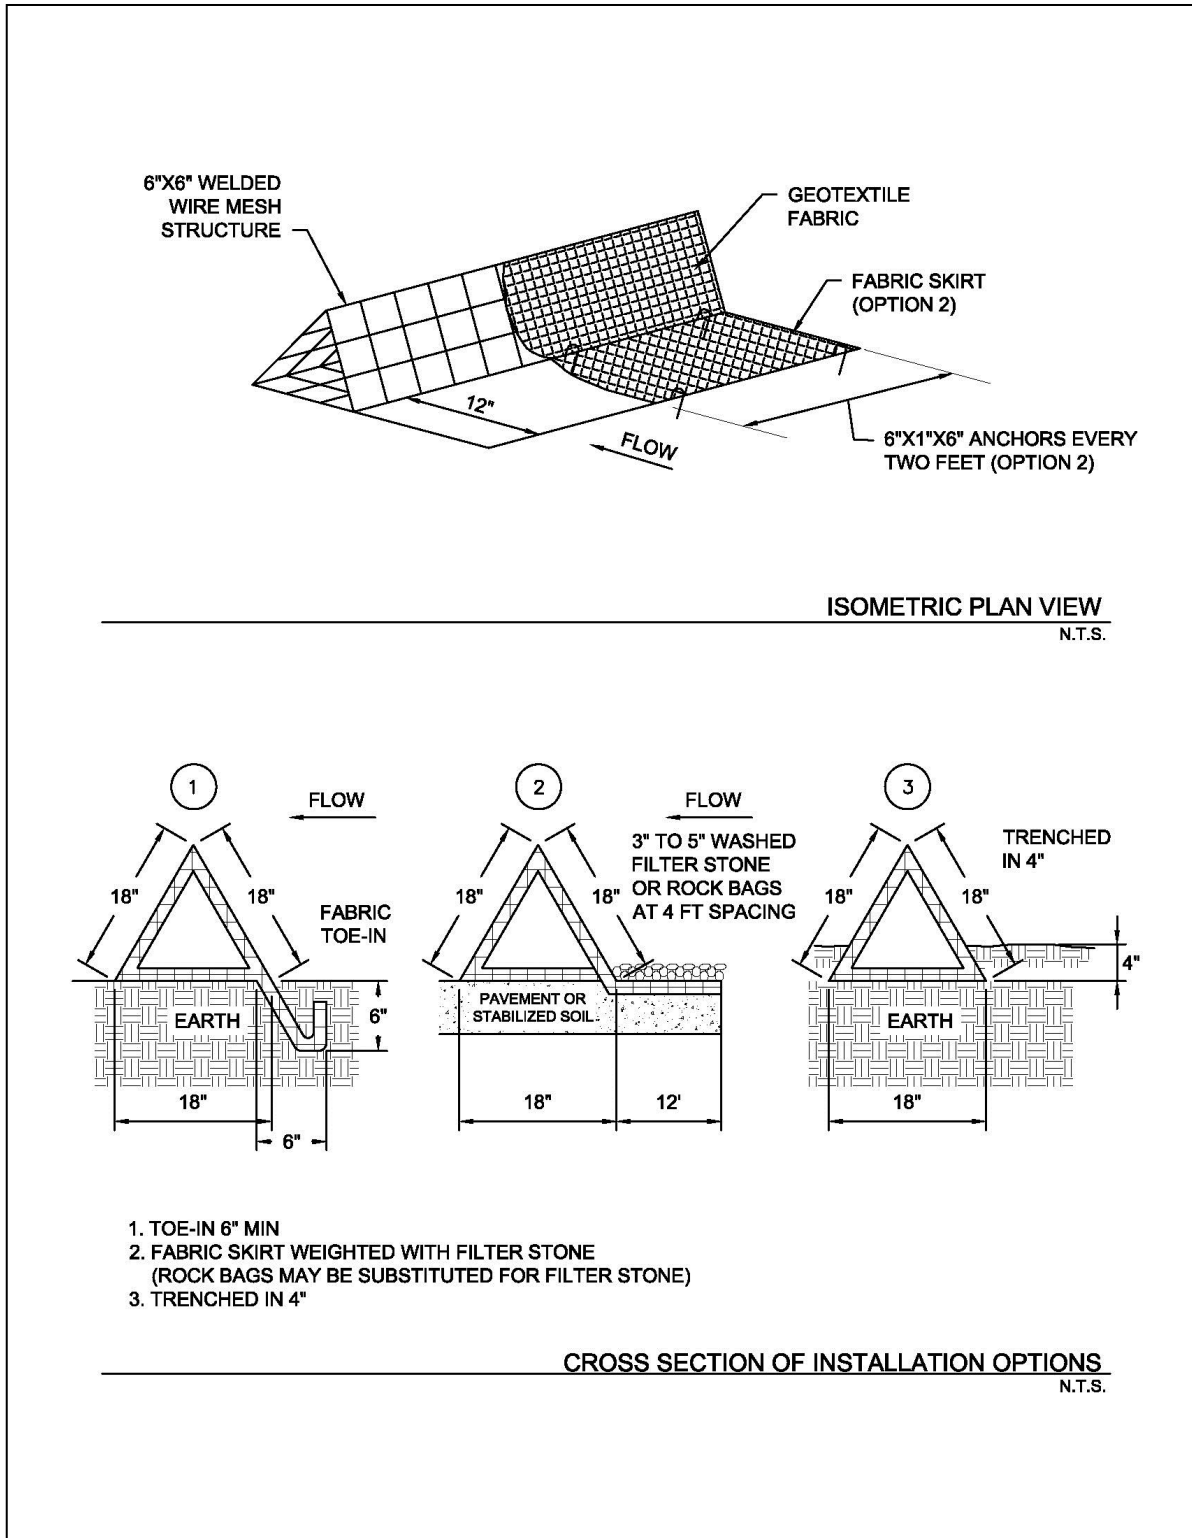 6"X6" WELDED
WIRE MESH
STRUCTURE
GEOTEXTILE
FABRIC
FABRIC SKIRT
(OPTION 2)
12"
FLOW
6"X1"X6" ANCHORS EVERY
TWO FEET (OPTION 2)
ISOMETRIC PLAN VIEW
N.T.S.
1
FLOW
18"
18"
FABRIC
TOE-IN
EARTH
6"
18"
6"
2
FLOW
3" TO 5" WASHED
FILTER STONE
OR ROCK BAGS
AT 4 FT SPACING
18"
18"
PAVEMENT OR
STABILIZED SOIL
18"
12'
3
TRENCHED
IN 4"
18"
18"
4"
EARTH
18"
1. TOE-IN 6" MIN
2. FABRIC SKIRT WEIGHTED WITH FILTER STONE
(ROCK BAGS MAY BE SUBSTITUTED FOR FILTER STONE)
3. TRENCHED IN 4"
CROSS SECTION OF INSTALLATION OPTIONS
N.T.S.